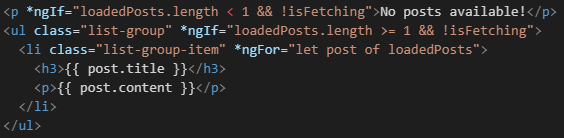 <p *ngIf="loadedPosts.length < 1 && !isFetching">No posts available!</p>
<ul class="list-group" *ngIf="loadedPosts.length >= 1 && !isFetching">
  <li class="list-group-item" *ngFor="let post of loadedPosts">
    <h3>{{ post.title }}</h3>
    <p>{{ post.content }}</p>
  </li>
</ul>